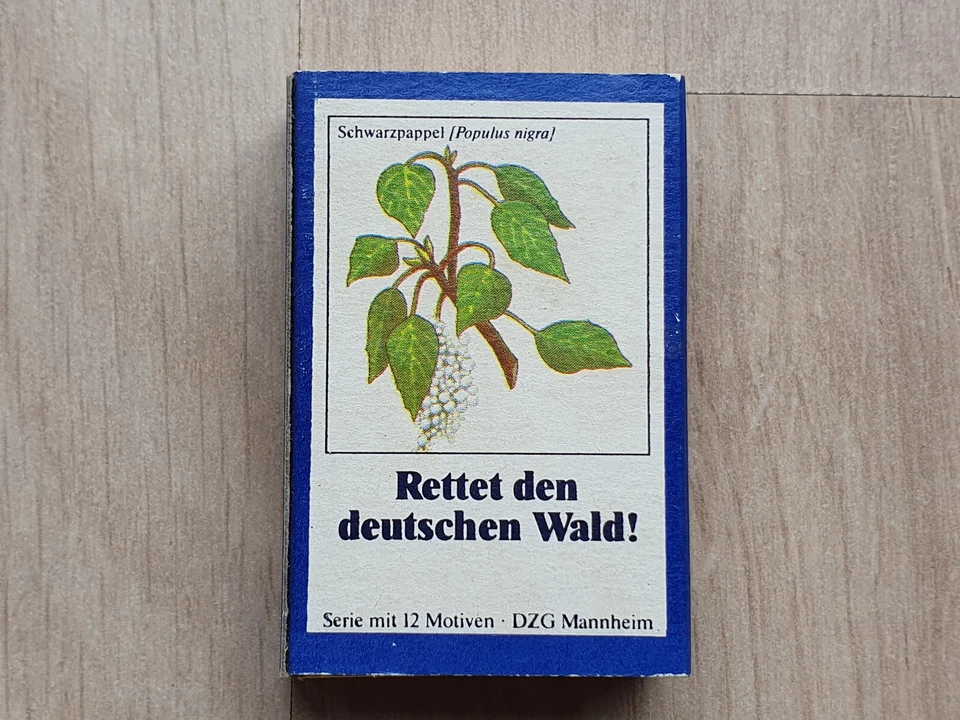 Schwarzpappel [Populus nigra]
Rettet den
deutschen Wald!
Serie mit 12 Motiven · DZG Mannheim